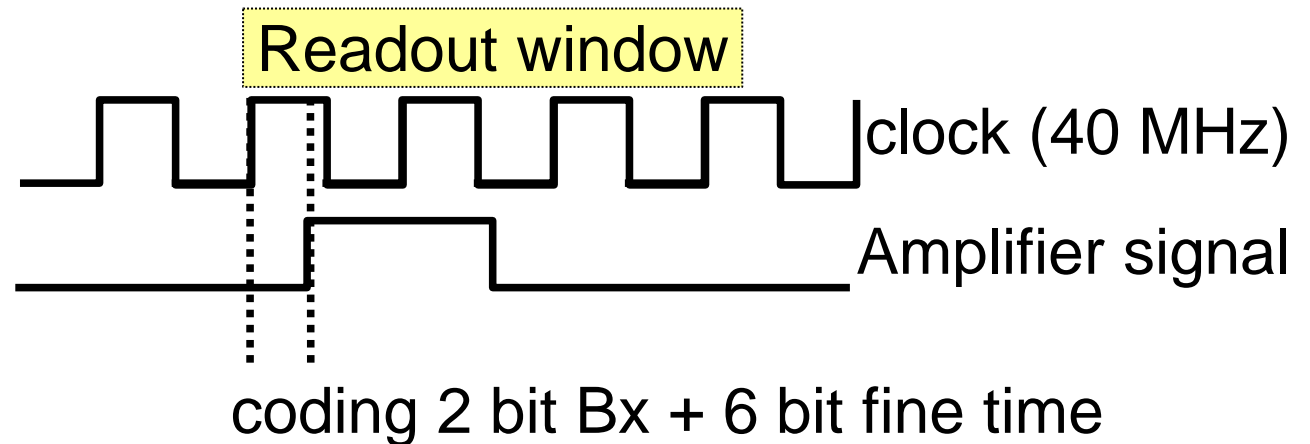 Readout window
clock (40 MHz)
Amplifier signal
coding 2 bit Bx + 6 bit fine time